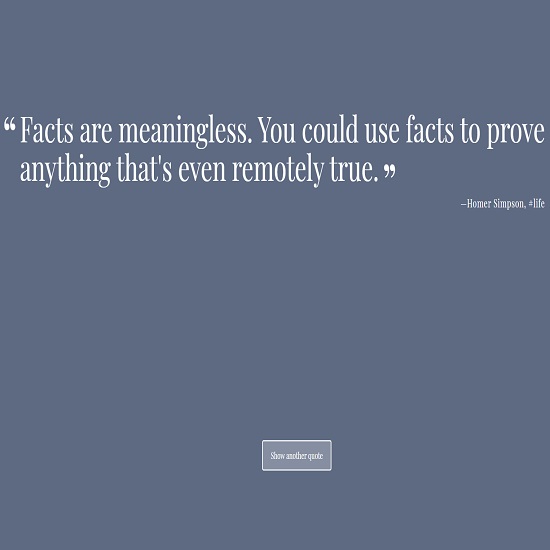 “Facts are meaningless. You could use facts to prove
anything that's even remotely true.”
—Homer Simpson, #life
Show another quote